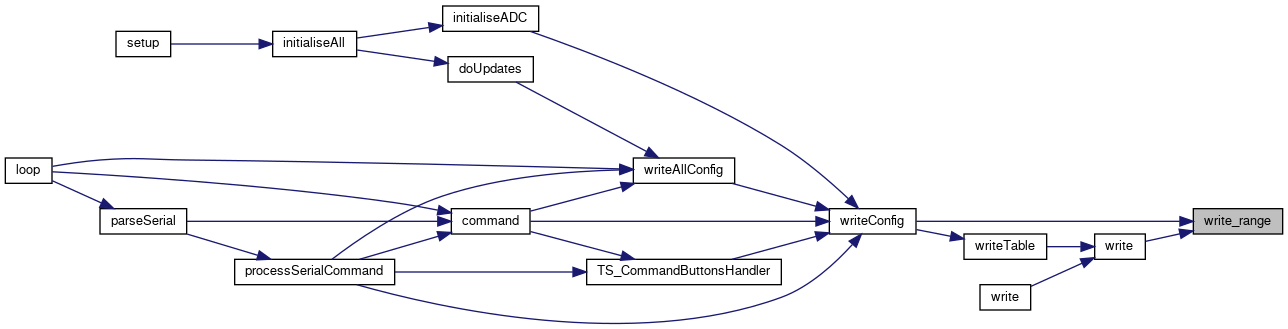 initialiseADC
setup
initialiseAll
doUpdates
loop
writeAllConfig
parseSerial
command
writeConfig
write_range
writeTable
write
processSerialCommand
TS_CommandButtonsHandler
write